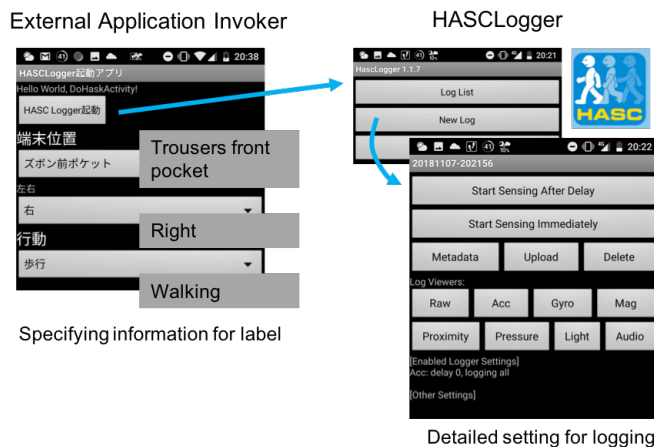 External Application Invoker
HASCLogger
41
20:38
HASCLogger起動アプリ
Hello World, DoHaskActivity!
HASC Logger起動
端末位置
ズボン前ポケット
Trousers front
pocket
左右
右
Right
行動
歩行
Walking
Specifying information for label
41
10%
20:21
HascLogger 1.1.7
Log List
New Log
HASC
41
10%
20:22
20181107-202156
Start Sensing After Delay
Start Sensing Immediately
Metadata
Upload
Delete
Log Viewers:
Raw
Acc
Gyro
Mag
Proximity
Pressure
Light
Audio
[Enabled Logger Settings]
Acc: delay 0, logging all
[Other Settings]
Detailed setting for logging